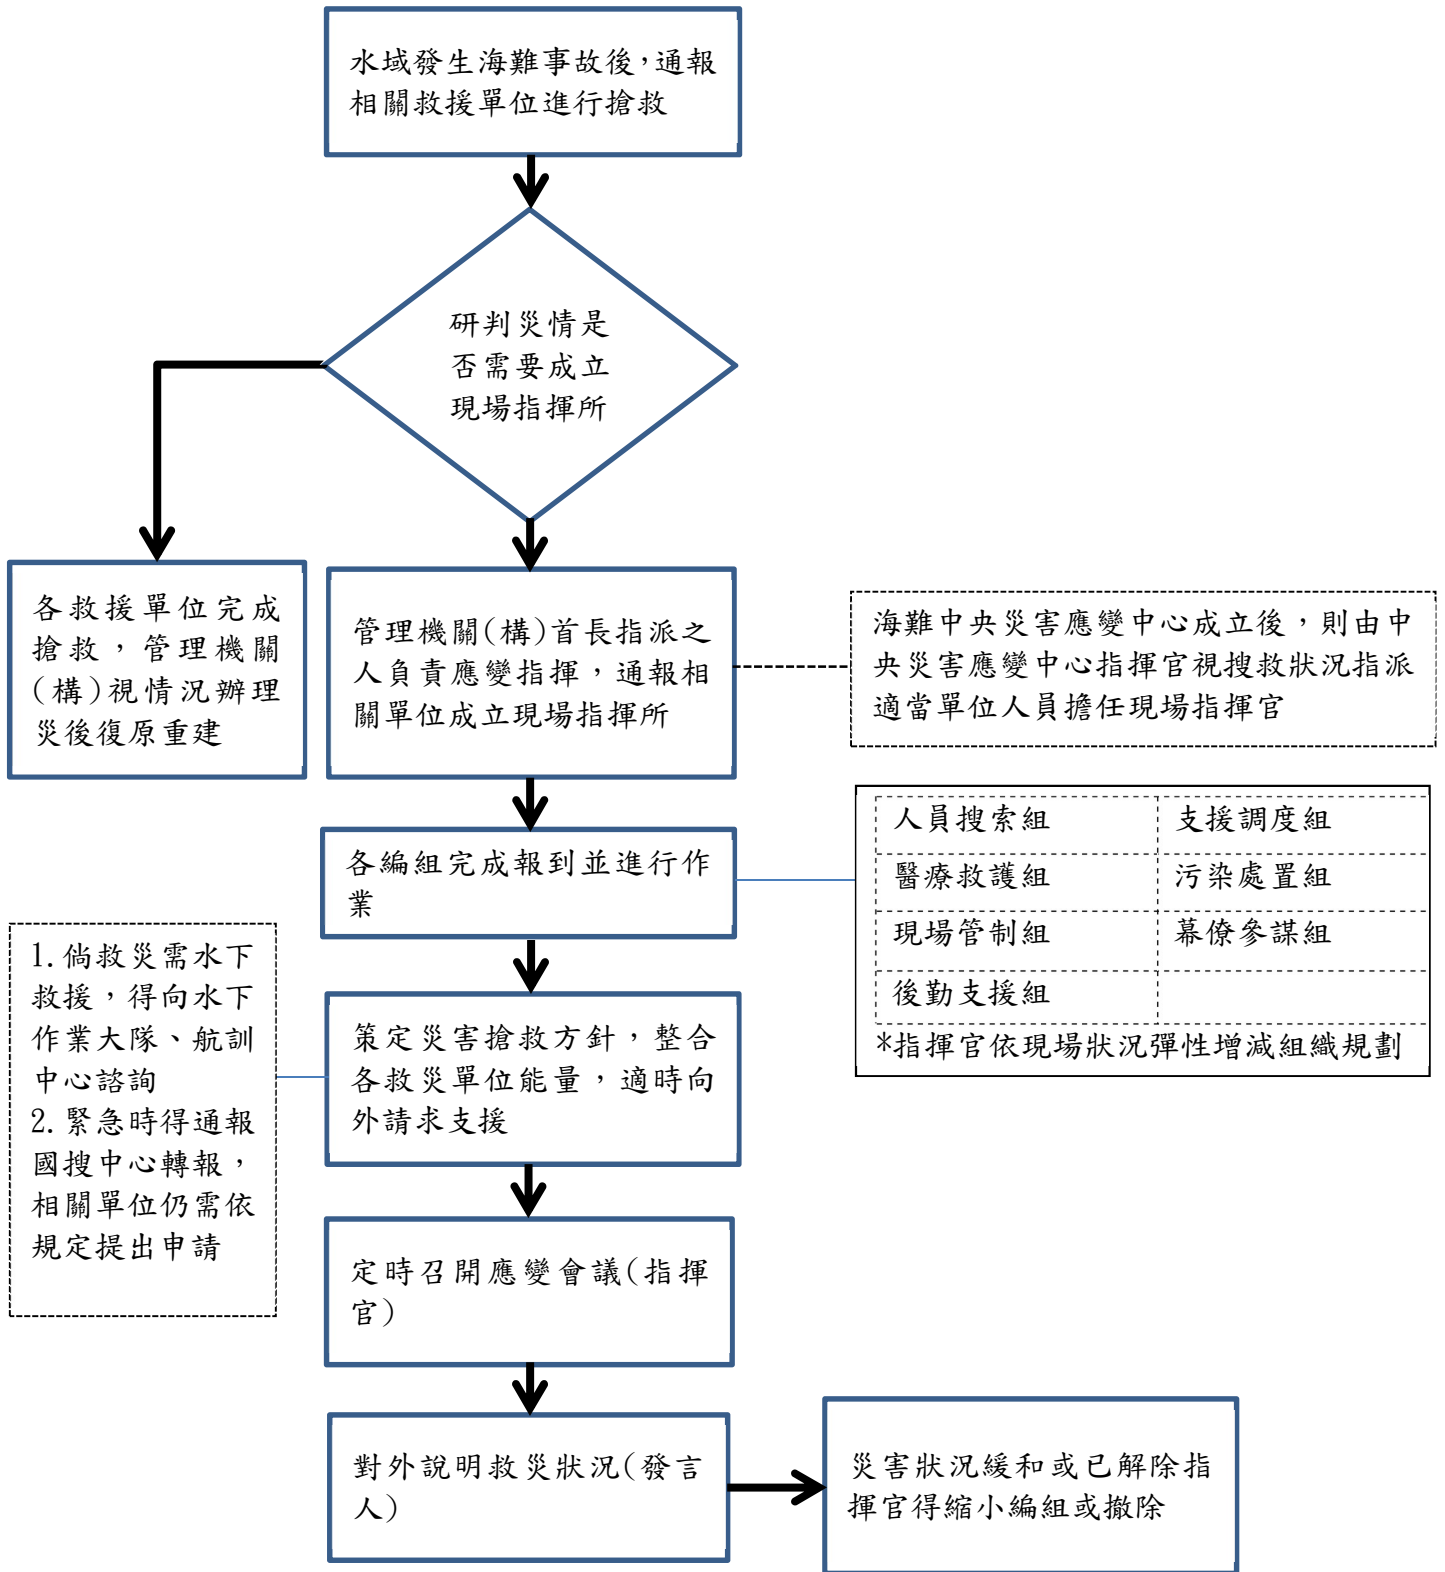 水域發生海難事故後，通報
相關救援單位進行搶救
研判災情是
否需要成立
現場指揮所
各救援單位完成
搶救，管理機關
(構)視情況辦理
災後復原重建
管理機關(構)首長指派之
人負責應變指揮，通報相
關單位成立現場指揮所
海難中央災害應變中心成立後，則由中
央災害應變中心指揮官視搜救狀況指派
適當單位人員擔任現場指揮官
各編組完成報到並進行作
業
人員搜索組 支援調度組
醫療救護組 污染處置組
現場管制組 幕僚參謀組
後勤支援組
*指揮官依現場狀況彈性增減組織規劃
1.倘救災需水下
救援，得向水下
作業大隊、航訓
中心諮詢
2.緊急時得通報
國搜中心轉報，
相關單位仍需依
規定提出申請
策定災害搶救方針，整合
各救災單位能量，適時向
外請求支援
定時召開應變會議(指揮
官)
對外說明救災狀況(發言
人)
災害狀況緩和或已解除指
揮官得縮小編組或撤除